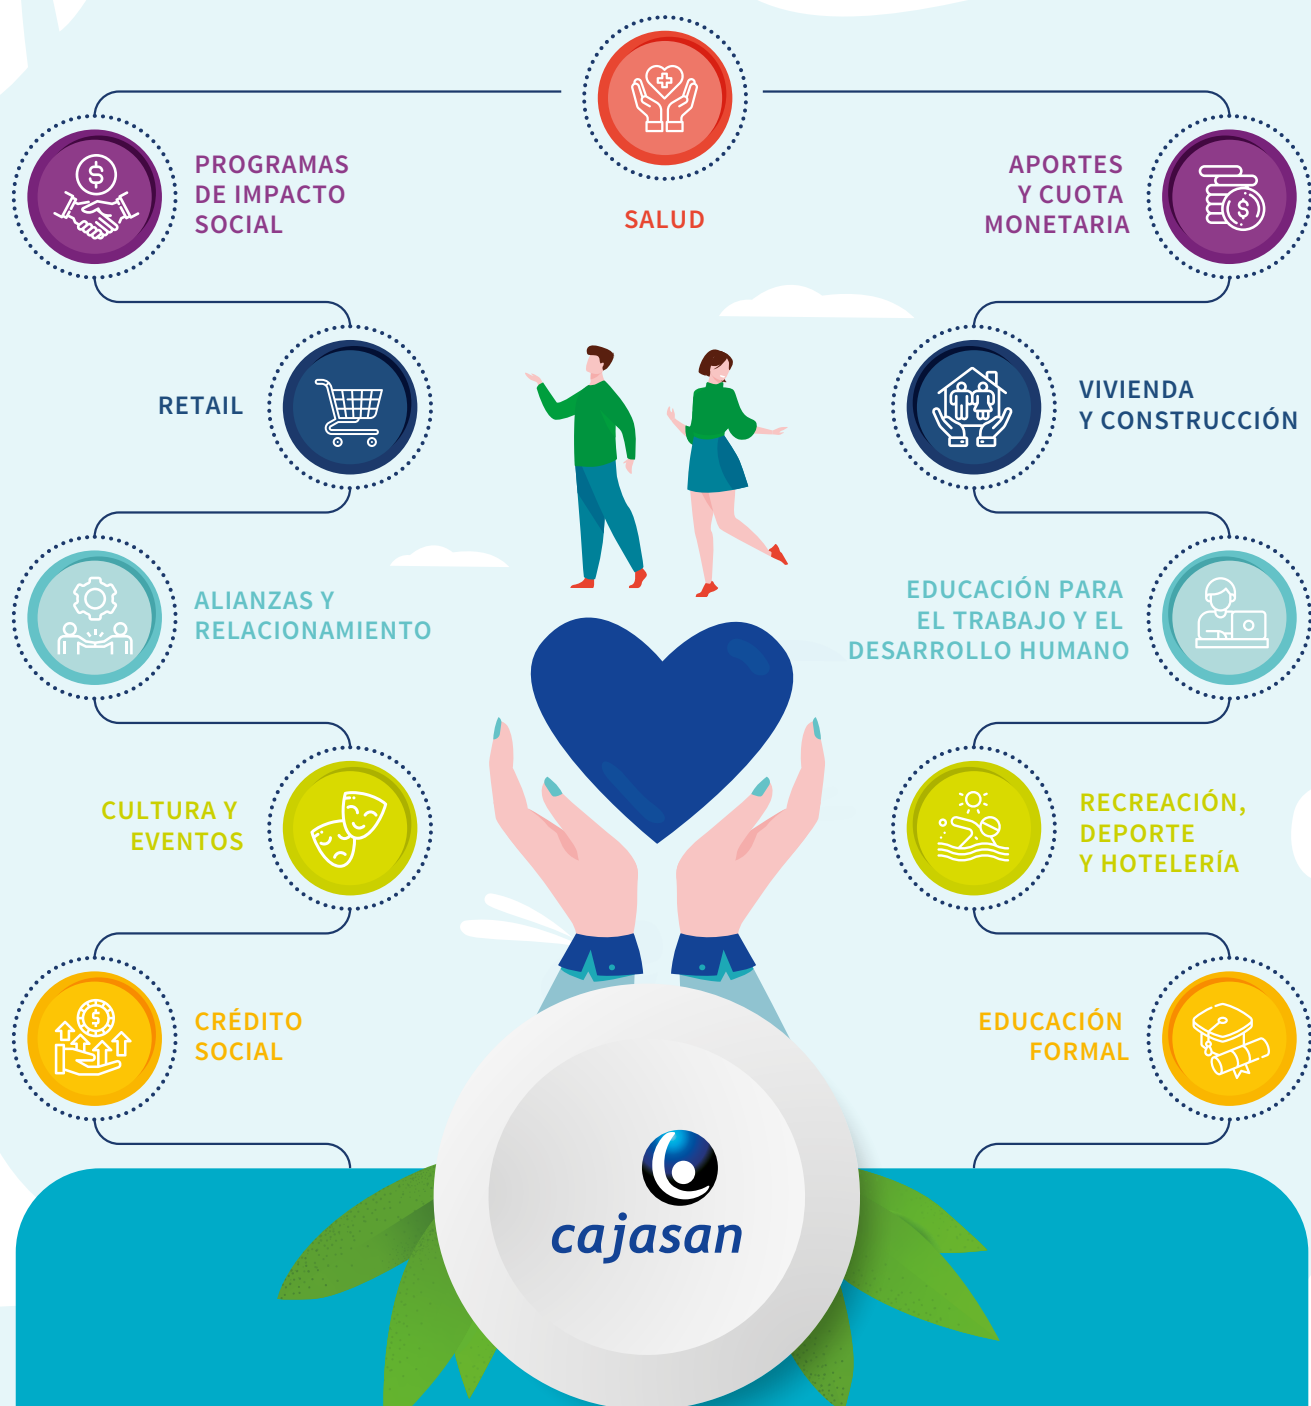 SALUD
PROGRAMAS
DE IMPACTO
SOCIAL
APORTES
Y CUOTA
MONETARIA
RETAIL
VIVIENDA
Y CONSTRUCCIÓN
ALIANZAS Y
RELACIONAMIENTO
EDUCACIÓN PARA
EL TRABAJO Y EL
DESARROLLO HUMANO
CULTURA Y
EVENTOS
RECREACIÓN,
DEPORTE
Y HOTELERÍA
CRÉDITO
SOCIAL
EDUCACIÓN
FORMAL
cajasan